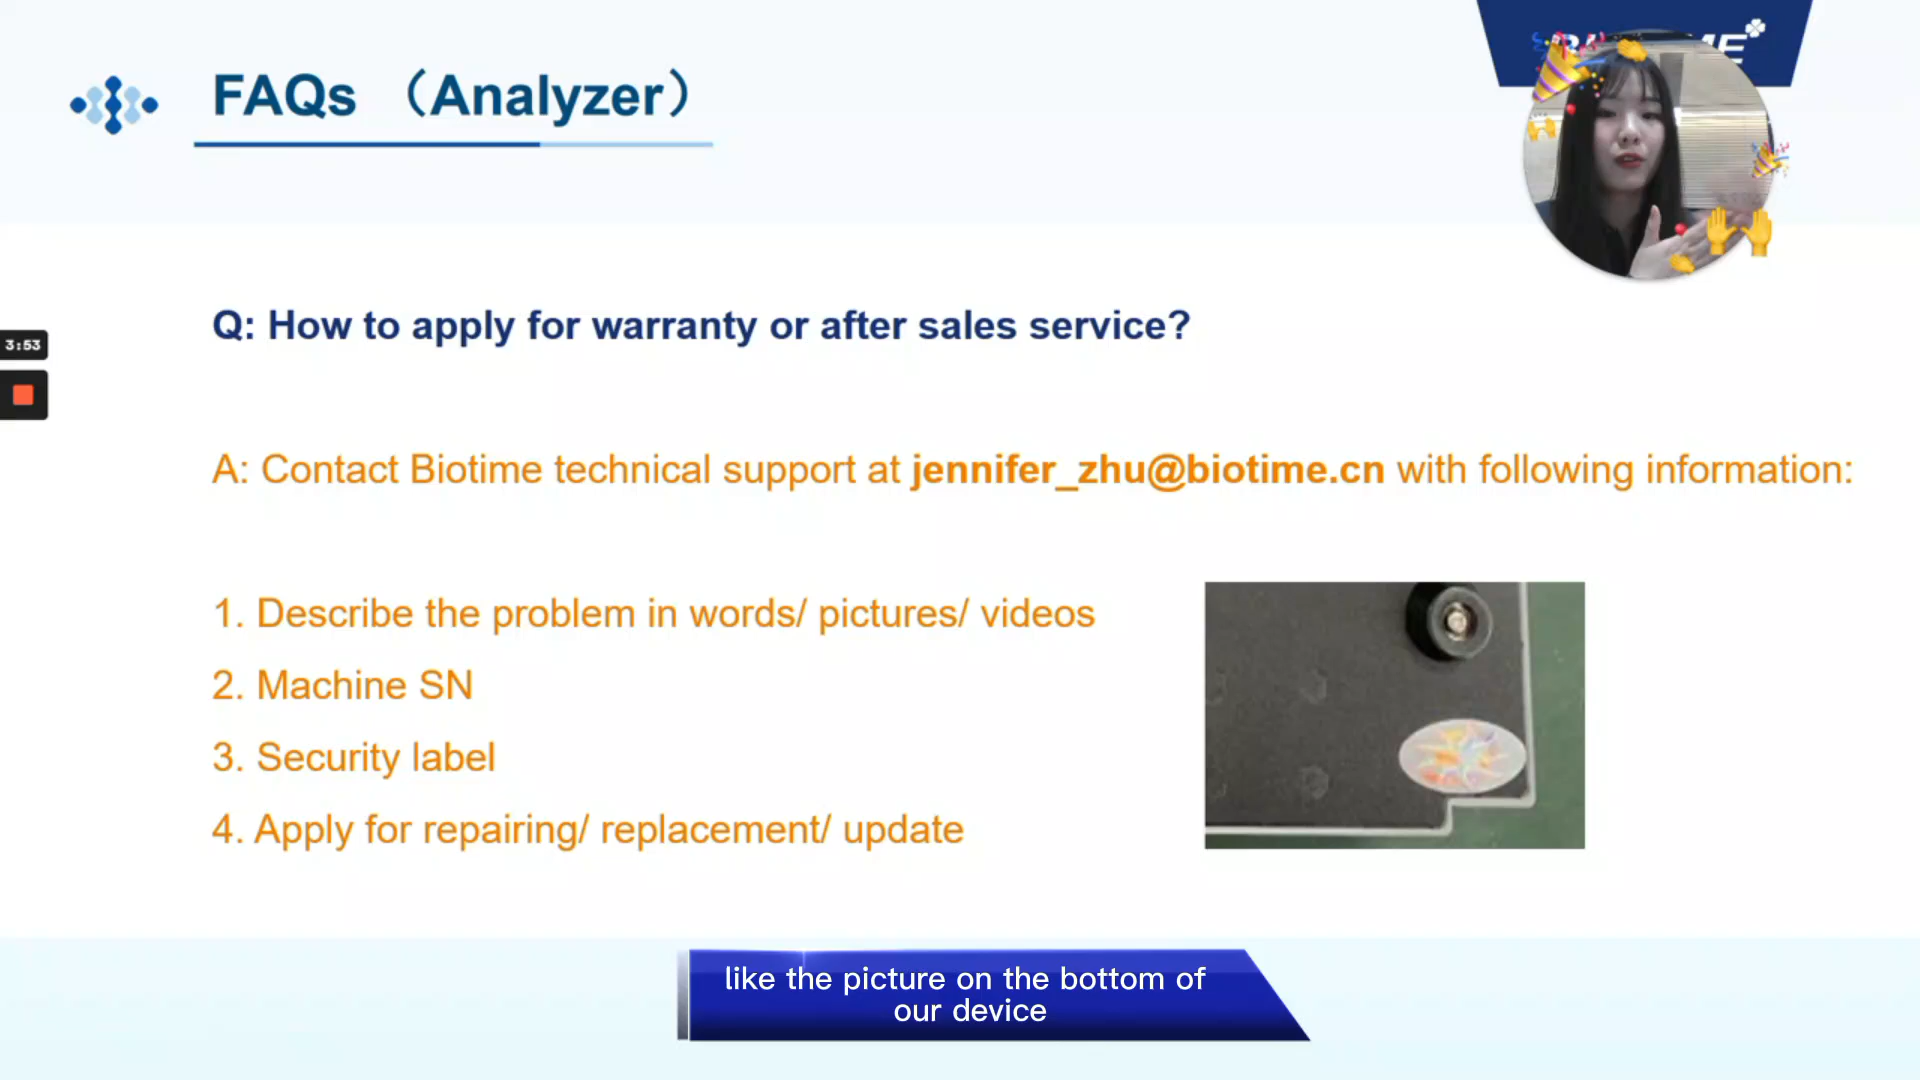 FAQs （Analyzer）
3:53
Q: How to apply for warranty or after sales service?
A: Contact Biotime technical support at jennifer_zhu@biotime.cn with following information:
1. Describe the problem in words/ pictures/ videos
2. Machine SN
3. Security label
4. Apply for repairing/ replacement/ update
like the picture on the bottom of
our device